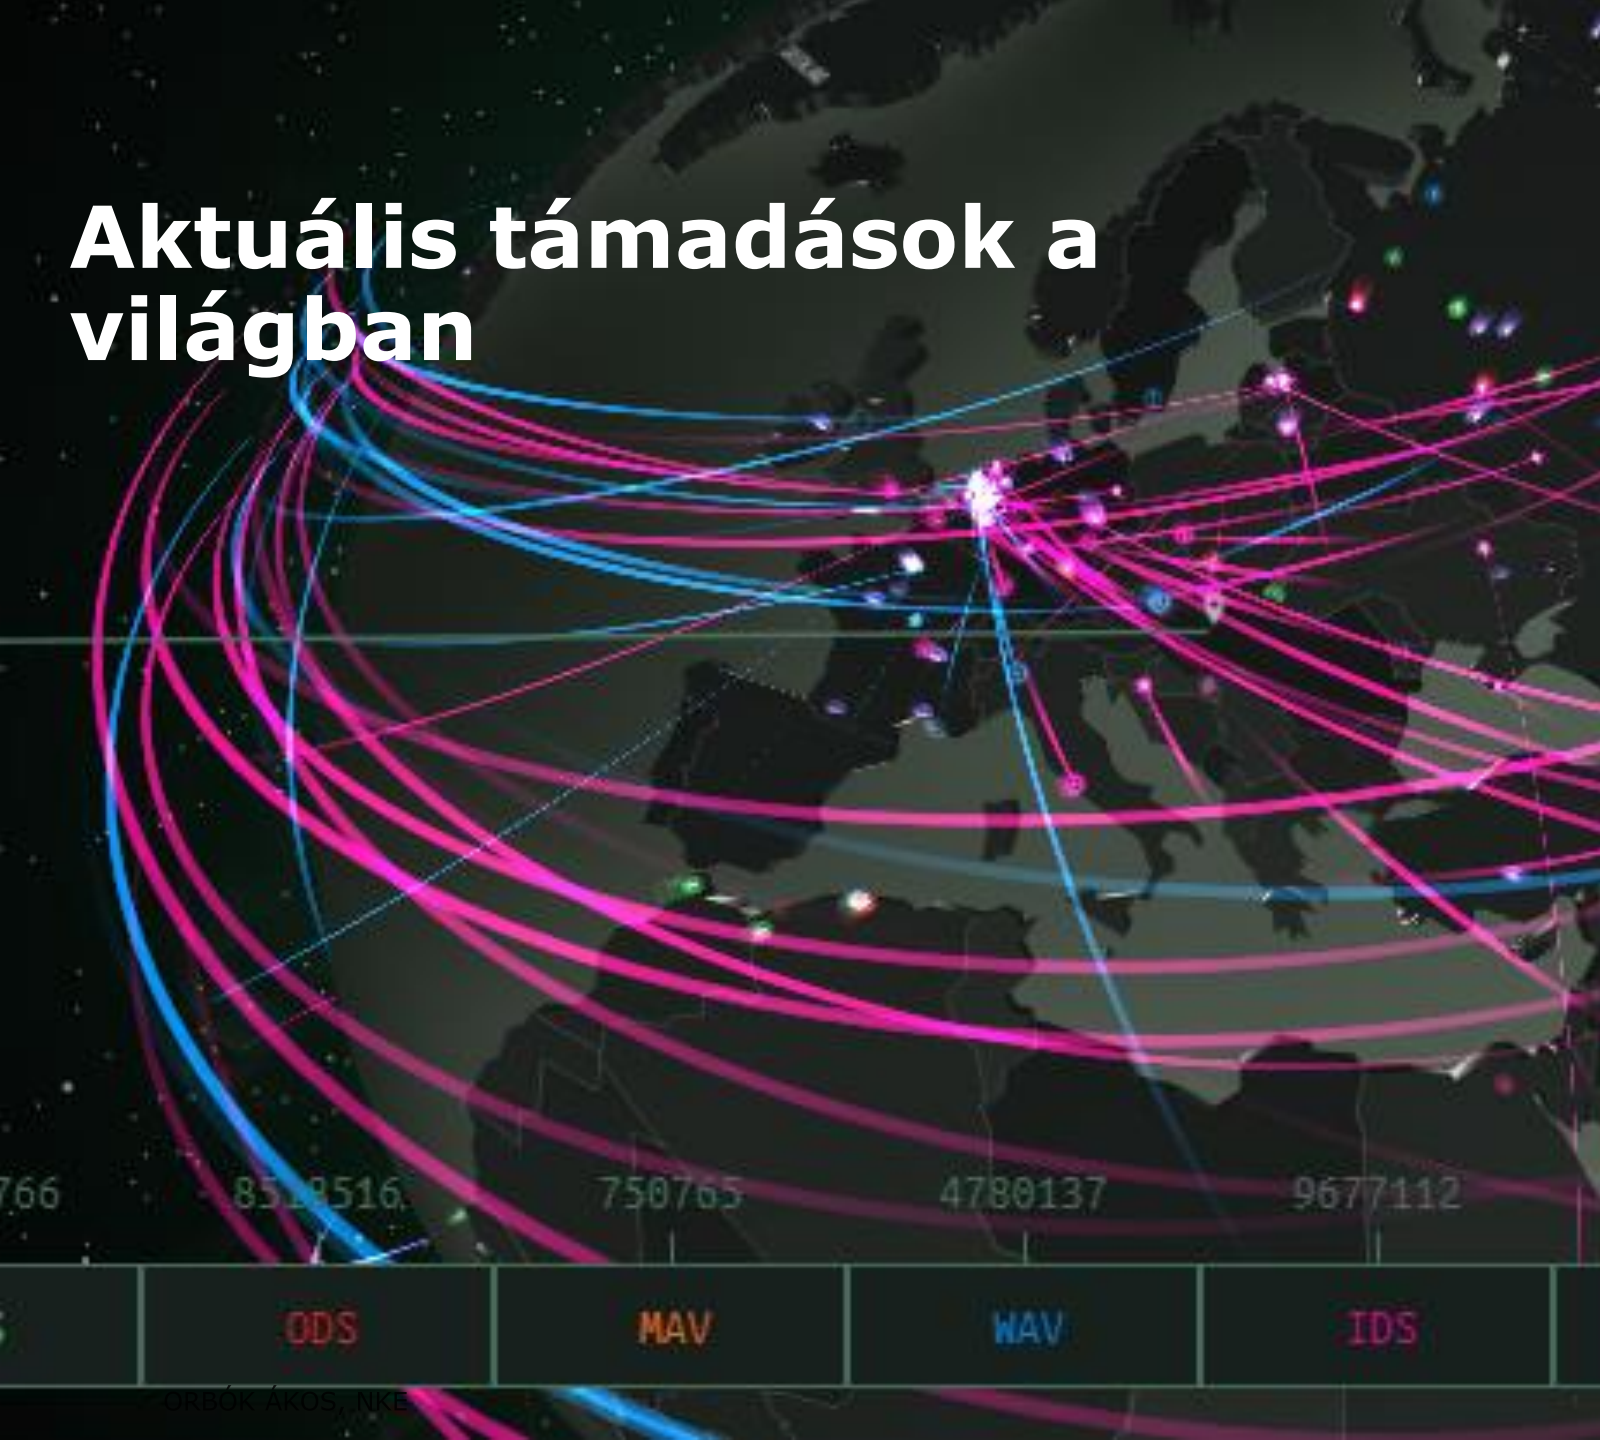 Aktuális támadások a
világban
766 8518516 750765 4780137 9677112
S ODS MAV WAV IDS
ORBÓK ÁKOS, NKE